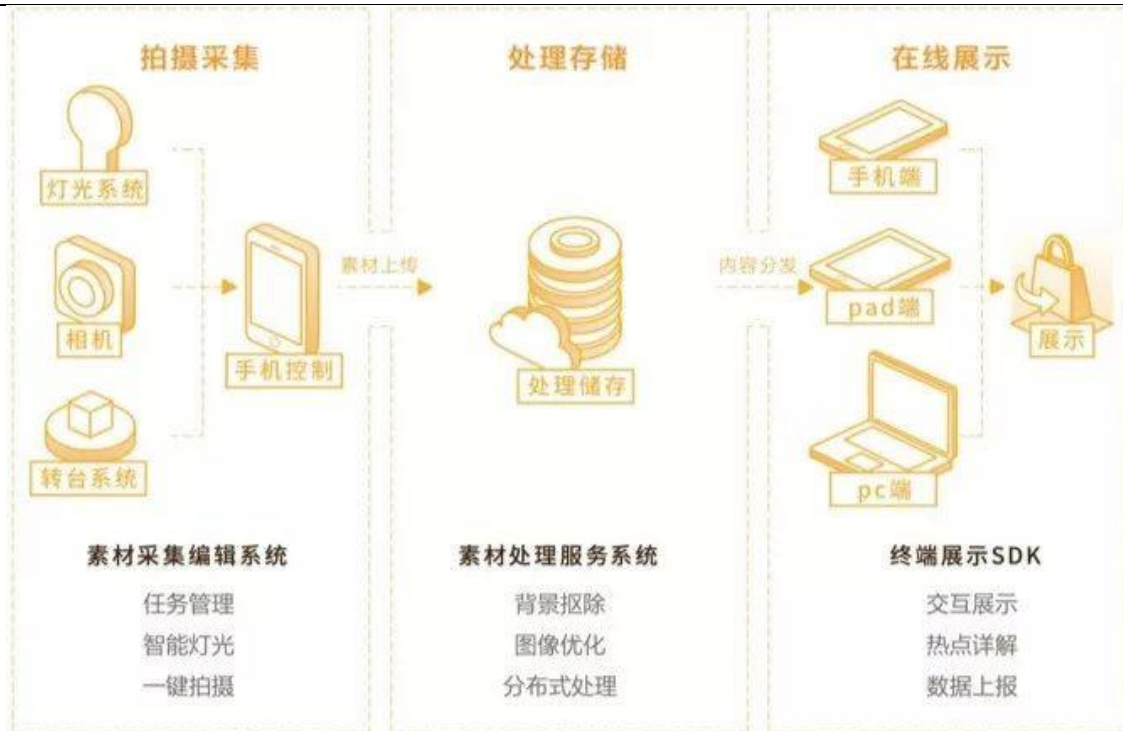 拍摄采集
灯光系统
相机
转台系统
手机控制
素材上传
素材采集编辑系统
任务管理
智能灯光
一键拍摄
处理存储
处理储存
内容分发
素材处理服务系统
背景抠除
图像优化
分布式处理
在线展示
手机端
pad端
pc端
展示
终端展示SDK
交互展示
热点详解
数据上报